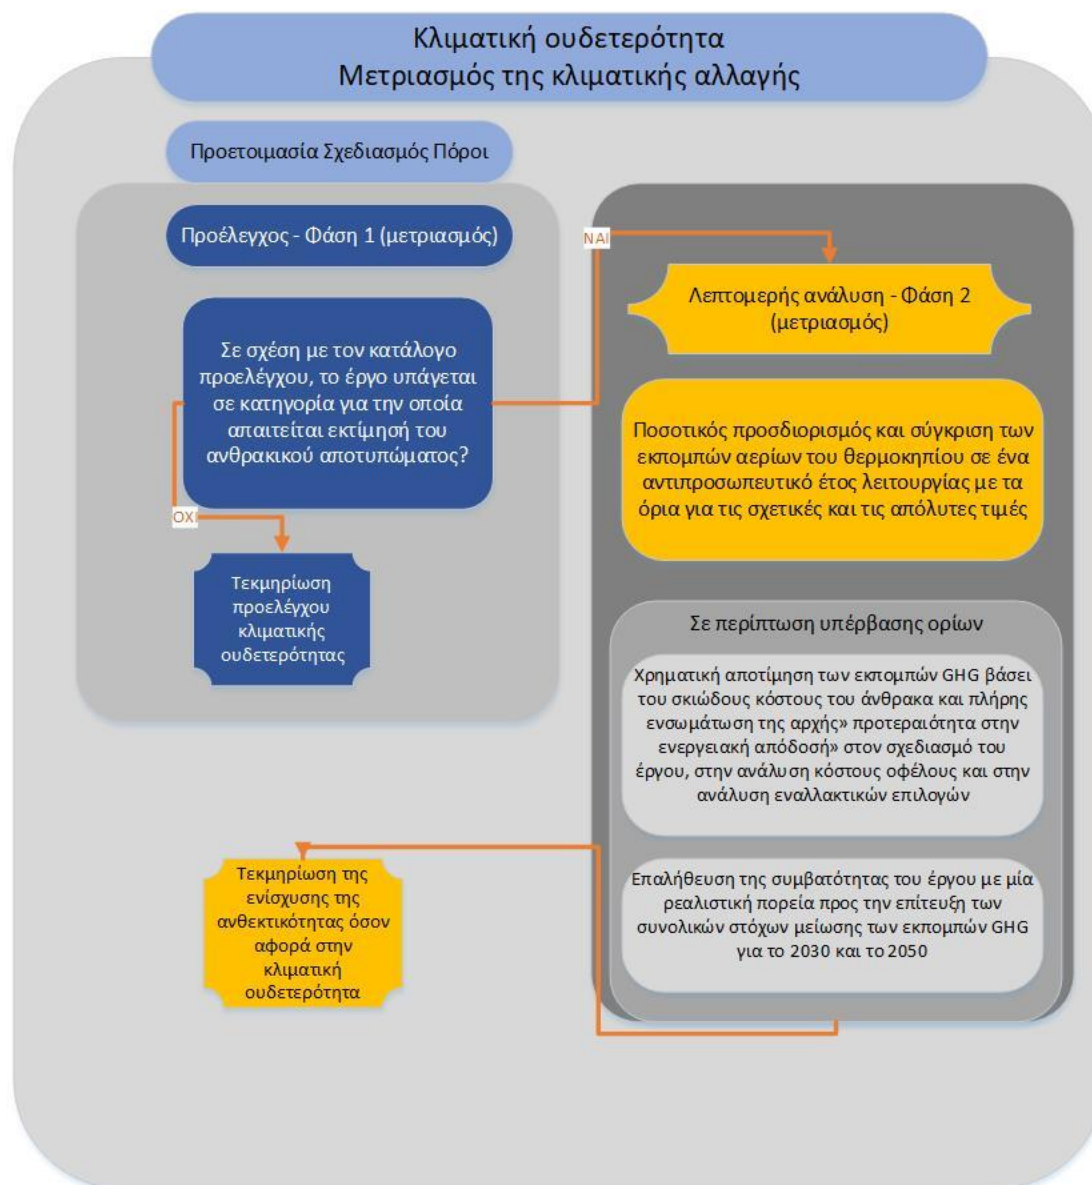 Κλιματική ουδετερότητα
Μετριασμός της κλιματικής αλλαγής
Προετοιμασία Σχεδιασμός Πόροι
Προέλεγχος - Φάση 1 (μετριασμός)
Σε σχέση με τον κατάλογο
προελέγχου, το έργο υπάγεται
σε κατηγορία για την οποία
απαιτείται εκτίμησή του
ανθρακικού αποτυπώματος?
ΟΧΙ
Τεκμηρίωση
προελέγχου
κλιματικής
ουδετερότητας
ΝΑΙ
Λεπτομερής ανάλυση - Φάση 2
(μετριασμός)
Ποσοτικός προσδιορισμός και σύγκριση των
εκπομπών αερίων του θερμοκηπίου σε ένα
αντιπροσωπευτικό έτος λειτουργίας με τα
όρια για τις σχετικές και τις απόλυτες τιμές
Σε περίπτωση υπέρβασης ορίων
Χρηματική αποτίμηση των εκπομπών GHG βάσει
του σκιώδους κόστους του άνθρακα και πλήρης
ενσωμάτωση της αρχής» προτεραιότητα στην
ενεργειακή απόδοσή» στον σχεδιασμό του
έργου, στην ανάλυση κόστους οφέλους και στην
ανάλυση εναλλακτικών επιλογών
Επαλήθευση της συμβατότητας του έργου με μία
ρεαλιστική πορεία προς την επίτευξη των
συνολικών στόχων μείωσης των εκπομπών GHG
για το 2030 και το 2050
Τεκμηρίωση της
ενίσχυσης της
ανθεκτικότητας όσον
αφορά στην
κλιματική
ουδετερότητα